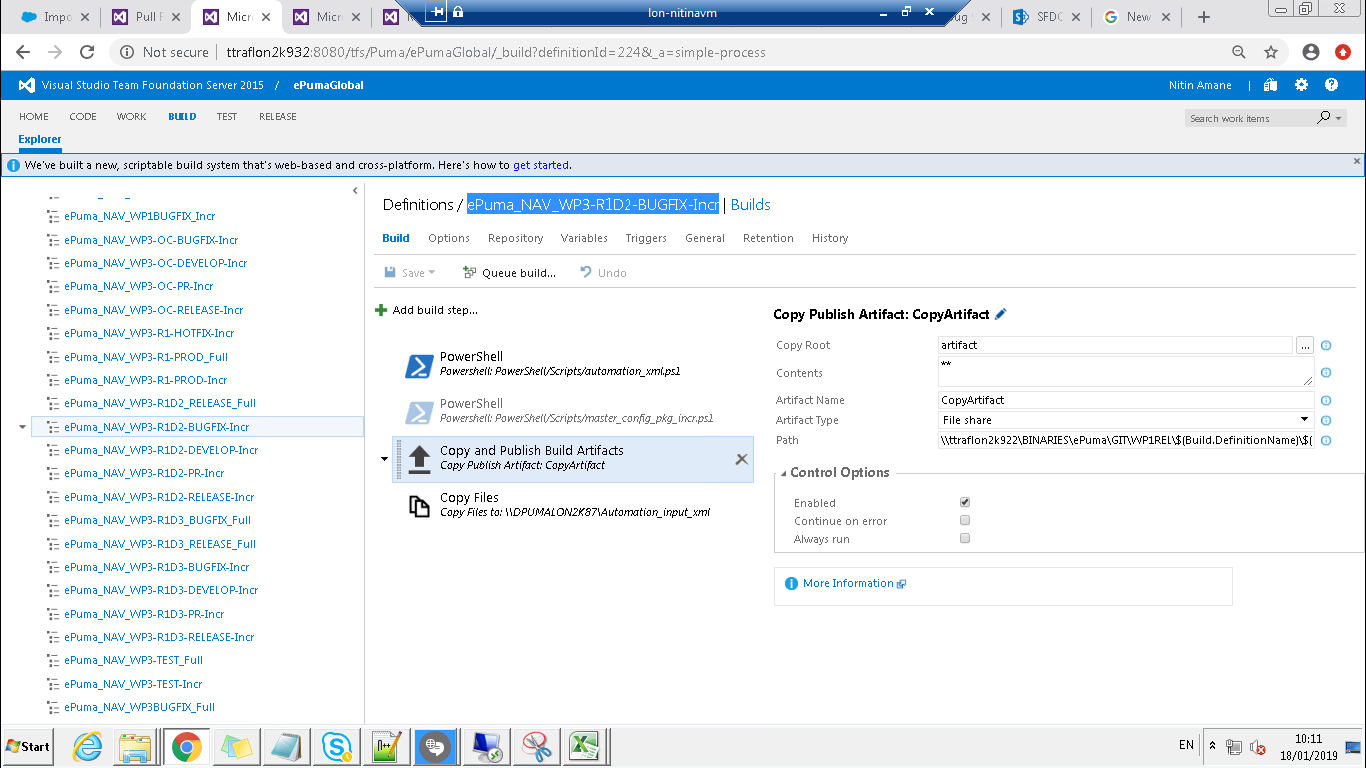 Impo
Pull F
Micro
Micro
lon-nitinavm
ug
SFDC
New
Not secure
ttraflon2k932:8080/tfs/Puma/ePumaGlobal/_build?definitionId=224&_a=simple-process
Visual Studio Team Foundation Server 2015 / ePumaGlobal
Nitin Amane
HOME CODE WORK BUILD TEST RELEASE
Search work items
Explorer
We've built a new, scriptable build system that's web-based and cross-platform. Here's how to get started.
ePuma_NAV_WP1BUGFIX_Incr
ePuma_NAV_WP3-OC-BUGFIX-Incr
ePuma_NAV_WP3-OC-DEVELOP-Incr
ePuma_NAV_WP3-OC-PR-Incr
ePuma_NAV_WP3-OC-RELEASE-Incr
ePuma_NAV_WP3-R1-HOTFIX-Incr
ePuma_NAV_WP3-R1-PROD_Full
ePuma_NAV_WP3-R1-PROD-Incr
ePuma_NAV_WP3-R1D2_RELEASE_Full
ePuma_NAV_WP3-R1D2-BUGFIX-Incr
ePuma_NAV_WP3-R1D2-DEVELOP-Incr
ePuma_NAV_WP3-R1D2-PR-Incr
ePuma_NAV_WP3-R1D2-RELEASE-Incr
ePuma_NAV_WP3-R1D3_BUGFIX_Full
ePuma_NAV_WP3-R1D3_RELEASE_Full
ePuma_NAV_WP3-R1D3-BUGFIX-Incr
ePuma_NAV_WP3-R1D3-DEVELOP-Incr
ePuma_NAV_WP3-R1D3-PR-Incr
ePuma_NAV_WP3-R1D3-RELEASE-Incr
ePuma_NAV_WP3-TEST_Full
ePuma_NAV_WP3-TEST-Incr
ePuma_NAV_WP3BUGFIX_Full
Definitions / ePuma_NAV_WP3-R1D2-BUGFIX-Incr | Builds
Build Options Repository Variables Triggers General Retention History
Save Queue build... Undo
Add build step...
PowerShell
Powershell: PowerShell/Scripts/automation_xml.ps1
PowerShell
Powershell: PowerShell/Scripts/master_config_pkg_incr.ps1
Copy and Publish Build Artifacts
Copy Publish Artifact: CopyArtifact
Copy Files
Copy Files to: \\DPUMALON2K87\Automation_input_xml
Copy Publish Artifact: CopyArtifact
Copy Root artifact ...
Contents **
Artifact Name CopyArtifact
Artifact Type File share
Path \\ttraflon2k922\BINARIES\ePuma\GIT\WP1REL\$(Build.DefinitionName)\$(
Control Options
Enabled
Continue on error
Always run
More Information
Start
EN
10:11
18/01/2019